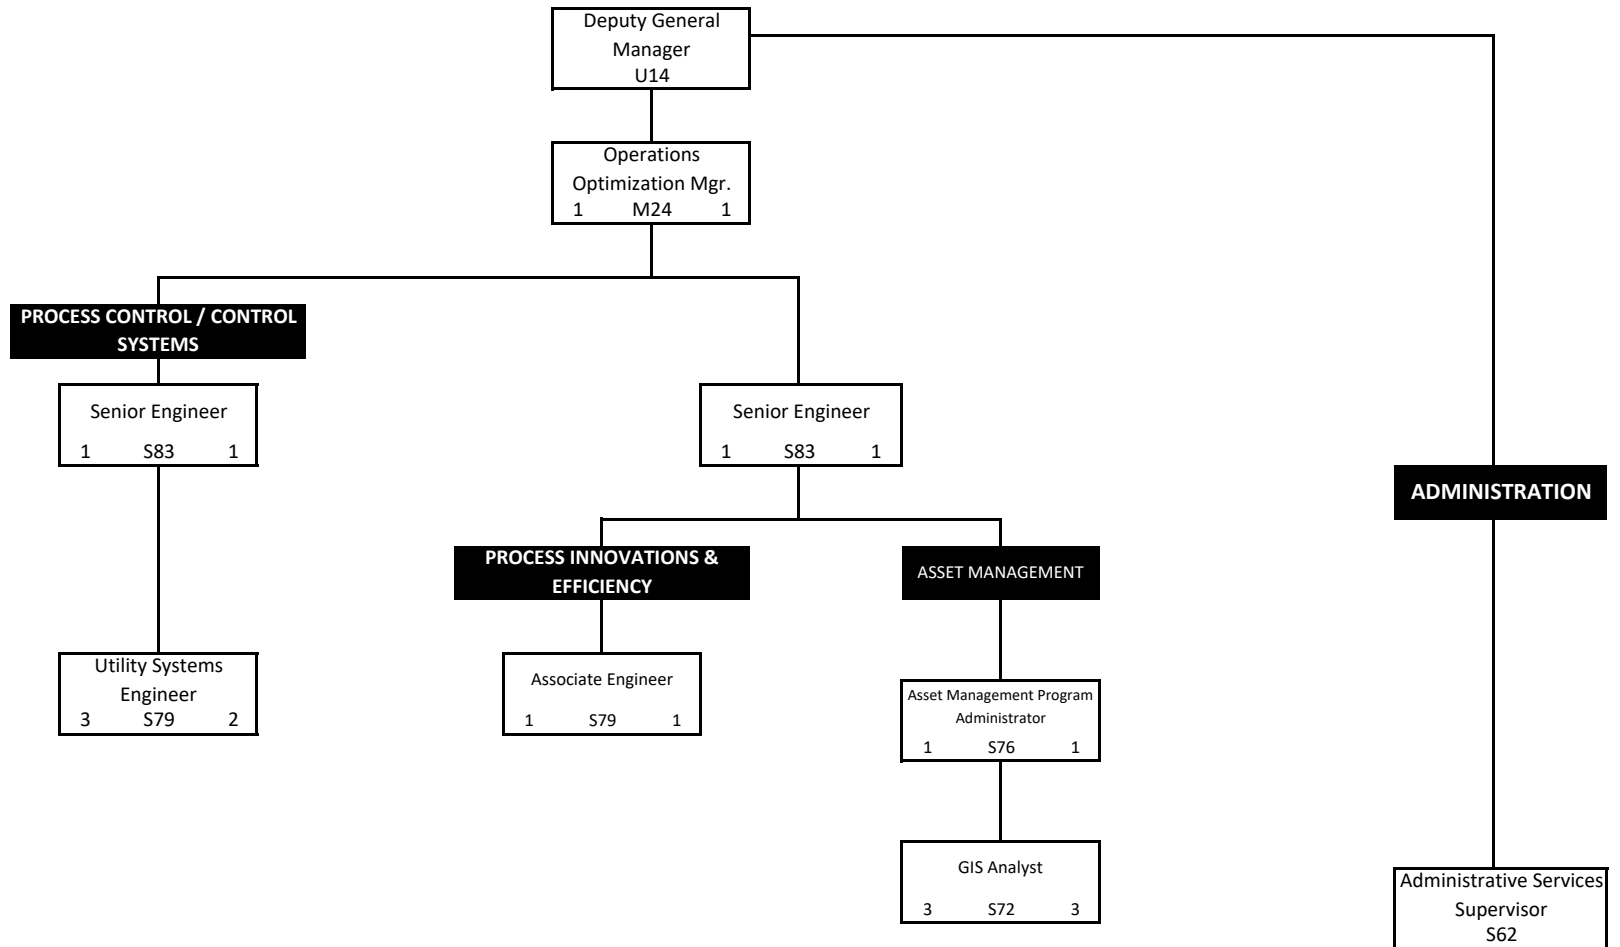 Deputy General
Manager
U14
Operations
Optimization Mgr.
1 M24 1
PROCESS CONTROL / CONTROL
SYSTEMS
Senior Engineer
1 S83 1
Senior Engineer
1 S83 1
ADMINISTRATION
PROCESS INNOVATIONS &
EFFICIENCY
ASSET MANAGEMENT
Utility Systems
Engineer
3 S79 2
Associate Engineer
1 S79 1
Asset Management Program
Administrator
1 S76 1
GIS Analyst
3 S72 3
Administrative Services
Supervisor
S62